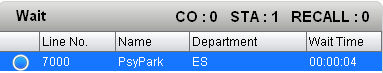 Wait CO : 0 STA : 1 RECALL : 0
Line No. Name Department Wait Time
7000 PsyPark ES 00:00:04